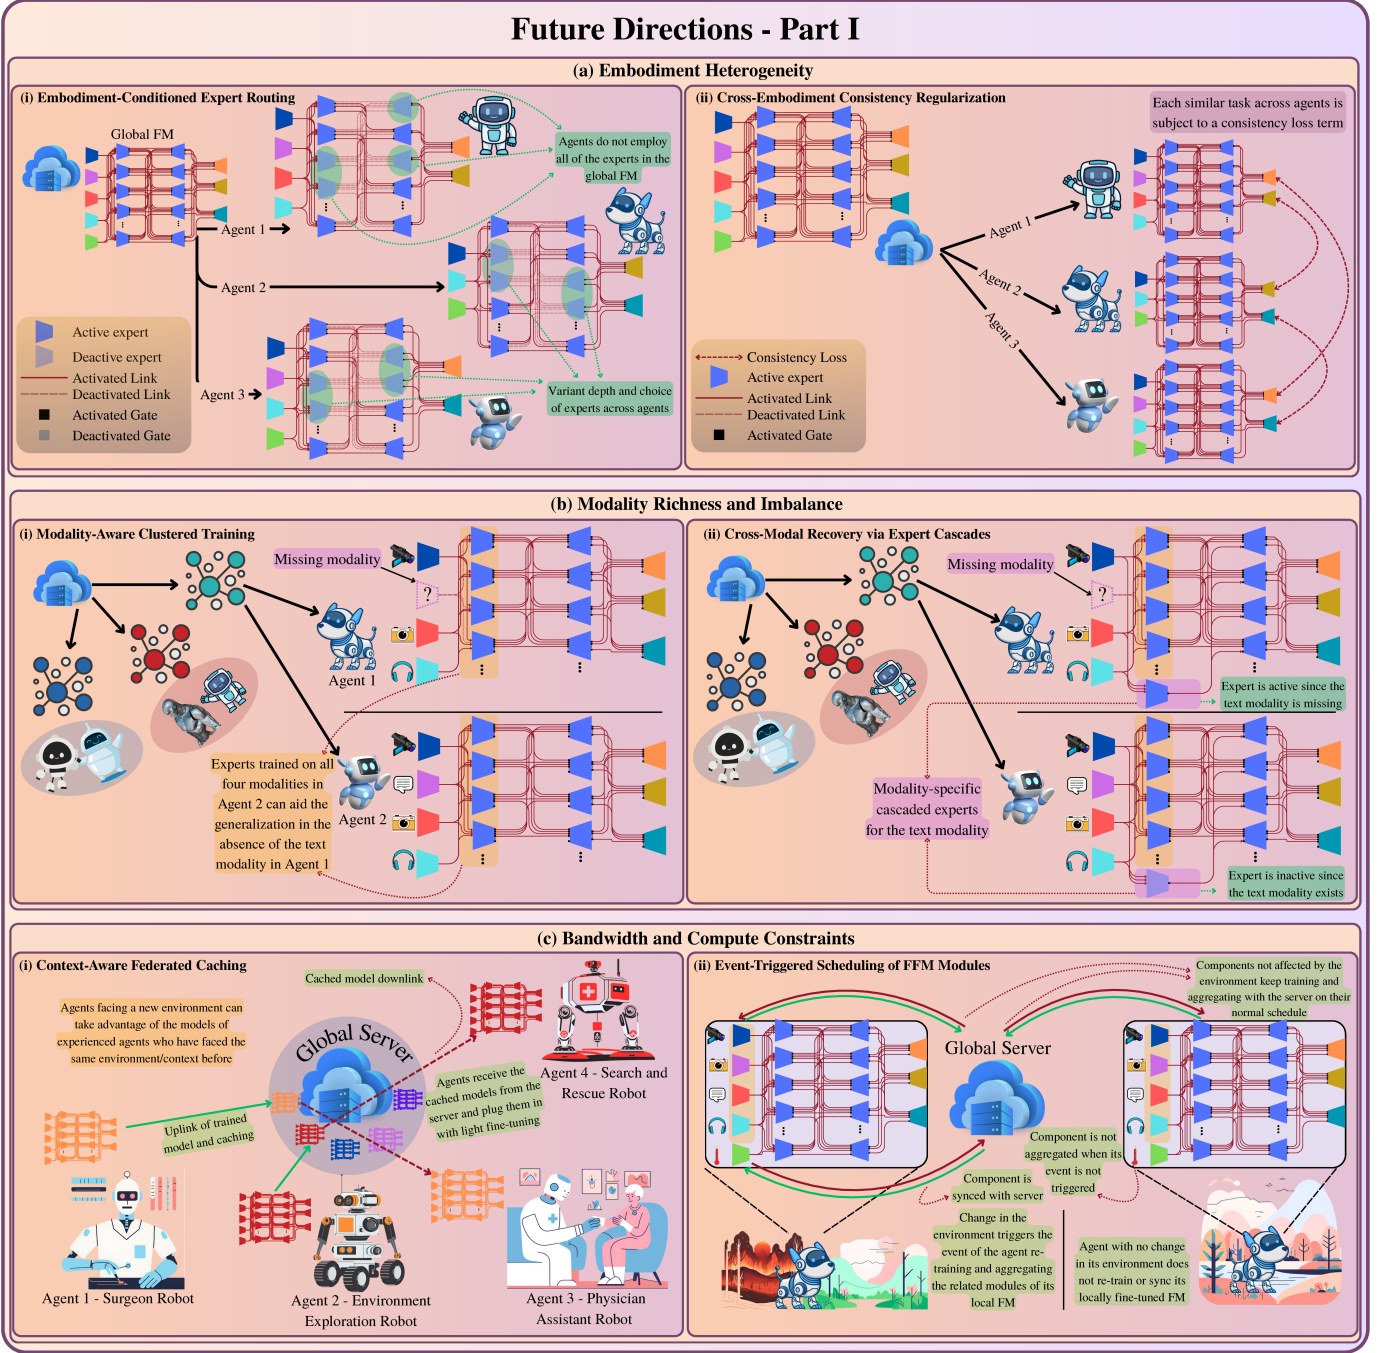 Future Directions - Part I
(a) Embodiment Heterogeneity
(i) Embodiment-Conditioned Expert Routing
Global FM
Agents do not employ
all of the experts in the
global FM
Agent 1
Agent 2
Agent 3
Variant depth and choice
of experts across agents
Active expert
Deactive expert
Activated Link
Deactivated Link
Activated Gate
Deactivated Gate
(ii) Cross-Embodiment Consistency Regularization
Each similar task across agents is
subject to a consistency loss term
Agent 1
Agent 2
Agent 3
Consistency Loss
Active expert
Activated Link
Deactivated Link
Activated Gate
(b) Modality Richness and Imbalance
(i) Modality-Aware Clustered Training
Missing modality
?
Agent 1
Experts trained on all
four modalities in
Agent 2 can aid the
generalization in the
absence of the text
modality in Agent 1
Agent 2
(ii) Cross-Modal Recovery via Expert Cascades
Missing modality
?
Expert is active since the
text modality is missing
Modality-specific
cascaded experts
for the text modality
Expert is inactive since
the text modality exists
(c) Bandwidth and Compute Constraints
(i) Context-Aware Federated Caching
Cached model downlink
Agents facing a new environment can
take advantage of the models of
experienced agents who have faced the
same environment/context before
Global Server
Agent 4 - Search and
Rescue Robot
Agents receive the
cached models from the
server and plug them in
with light fine-tuning
Uplink of trained
model and caching
Agent 1 - Surgeon Robot
Agent 2 - Environment
Exploration Robot
Agent 3 - Physician
Assistant Robot
(ii) Event-Triggered Scheduling of FFM Modules
Components not affected by the
environment keep training and
aggregating with the server on their
normal schedule
Global Server
Component is not
aggregated when its
event is not
triggered
Component is
synced with server
Change in the
environment triggers the
event of the agent re-
training and aggregating
the related modules of its
local FM
Agent with no change
in its environment does
not re-train or sync its
locally fine-tuned FM